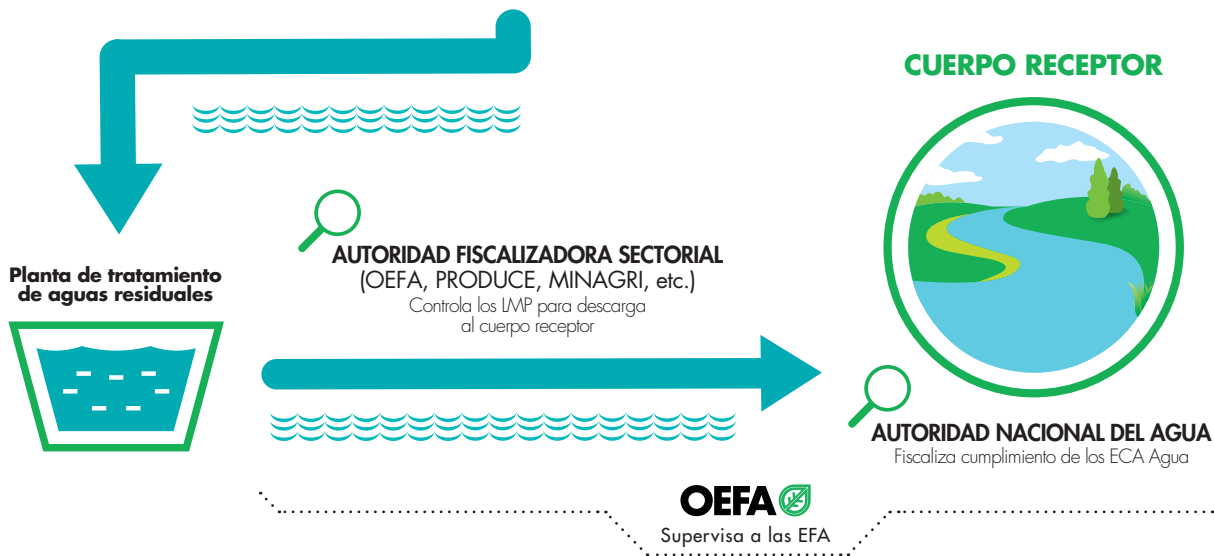 CUERPO RECEPTOR
Planta de tratamiento
de aguas residuales
AUTORIDAD FISCALIZADORA SECTORIAL
(OEFA, PRODUCE, MINAGRI, etc.)
Controla los LMP para descarga
al cuerpo receptor
AUTORIDAD NACIONAL DEL AGUA
Fiscaliza cumplimiento de los ECA Agua
OEFA
Supervisa a las EFA